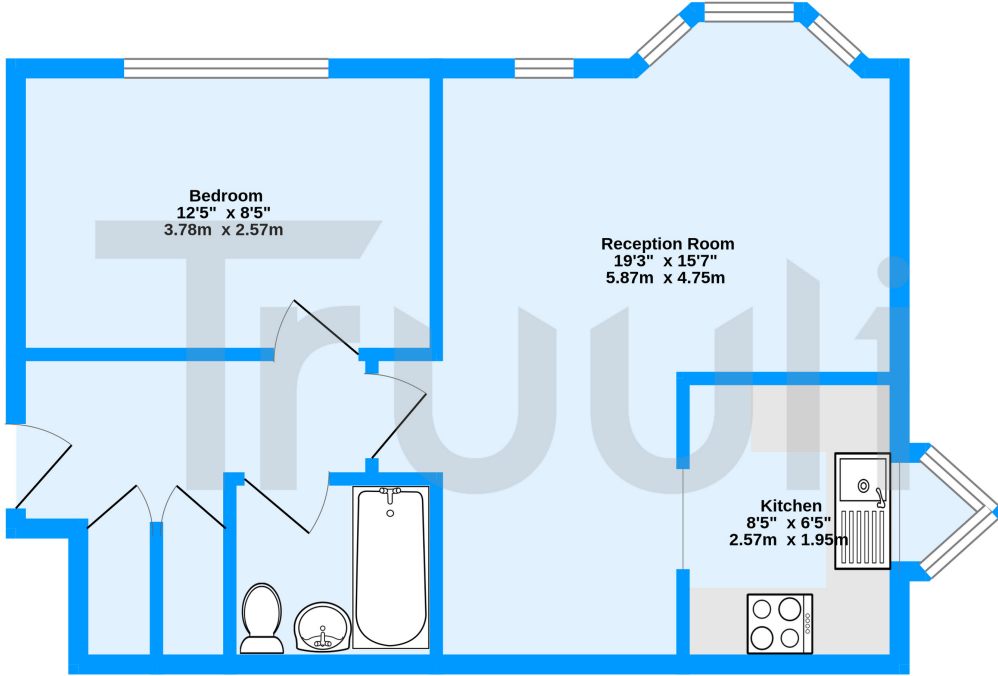 Bedroom
12'5" x 8'5"
3.78m x 2.57m
Reception Room
19'3" x 15'7"
5.87m x 4.75m
Truuli
Kitchen
8'5" x 6'5"
2.57m x 1.95m